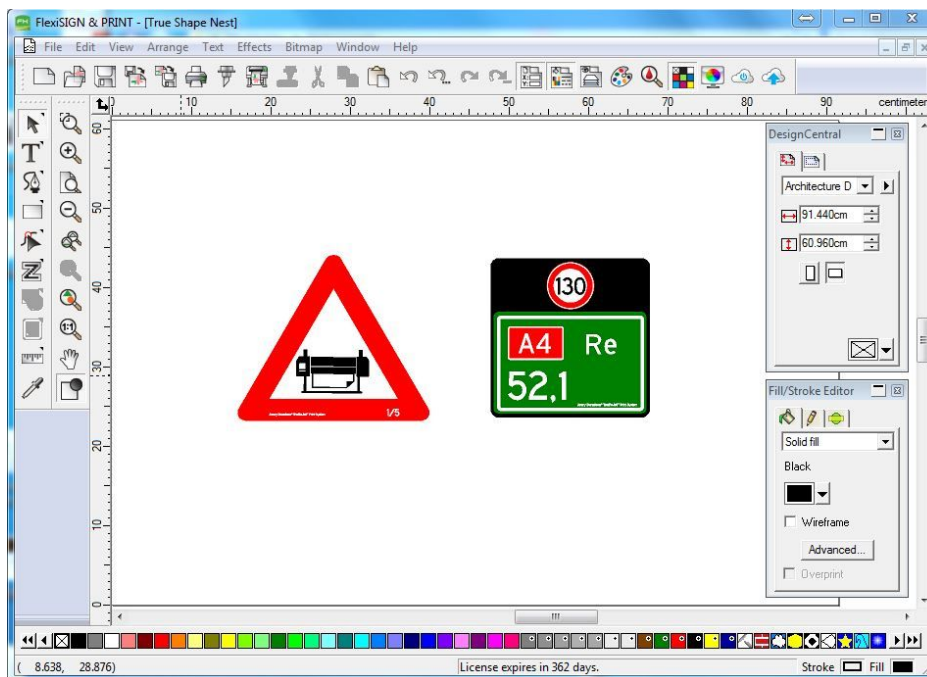 FlexiSIGN & PRINT - [True Shape Nest]
File Edit View Arrange Text Effects Bitmap Window Help
0 10 20 30 40 50 60 70 80 90 centimeter
DesignCentral
Architecture D
91.440cm
60.960cm
60
50
40
30
20
10
0
130
A4 Re
52,1
1/5
Fill/Stroke Editor
Solid fill
Black
Wireframe
Advanced...
Overprint
( 8.638, 28.876)
License expires in 362 days.
Stroke Fill